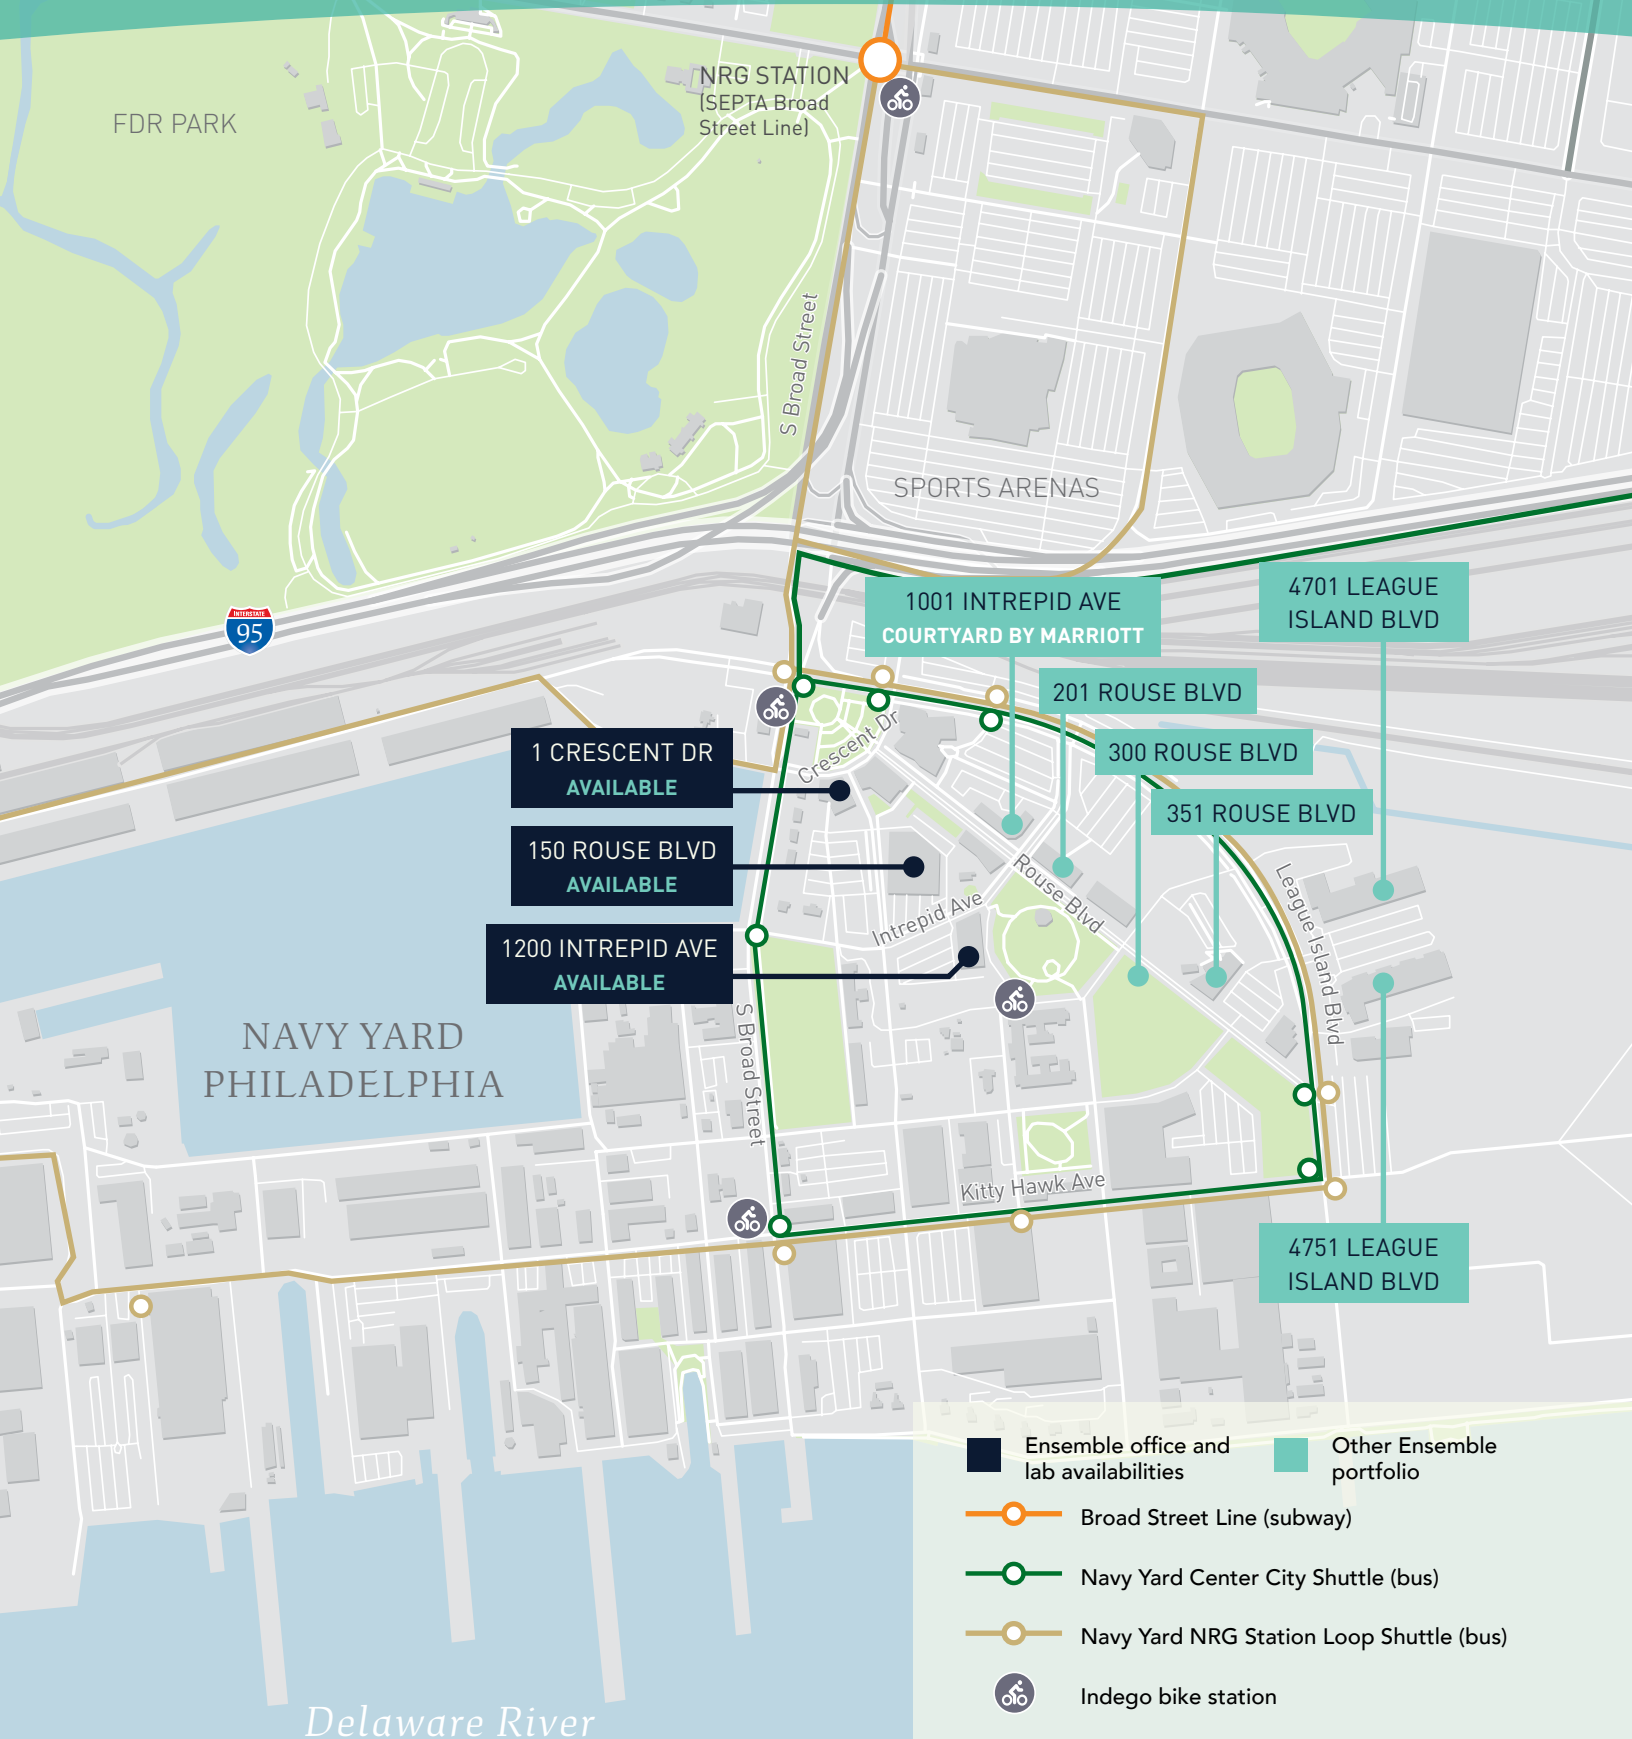 NRG STATION
(SEPTA Broad
Street Line)
FDR PARK
S Broad Street
SPORTS ARENAS
INTERSTATE
95
1001 INTREPID AVE
COURTYARD BY MARRIOTT
4701 LEAGUE
ISLAND BLVD
201 ROUSE BLVD
300 ROUSE BLVD
351 ROUSE BLVD
Crescent Dr
1 CRESCENT DR
AVAILABLE
150 ROUSE BLVD
AVAILABLE
1200 INTREPID AVE
AVAILABLE
Rouse Blvd
Intrepid Ave
League Island Blvd
NAVY YARD
PHILADELPHIA
S Broad Street
Kitty Hawk Ave
4751 LEAGUE
ISLAND BLVD
Ensemble office and
lab availabilities
Other Ensemble
portfolio
Broad Street Line (subway)
Navy Yard Center City Shuttle (bus)
Navy Yard NRG Station Loop Shuttle (bus)
Indego bike station
Delaware River